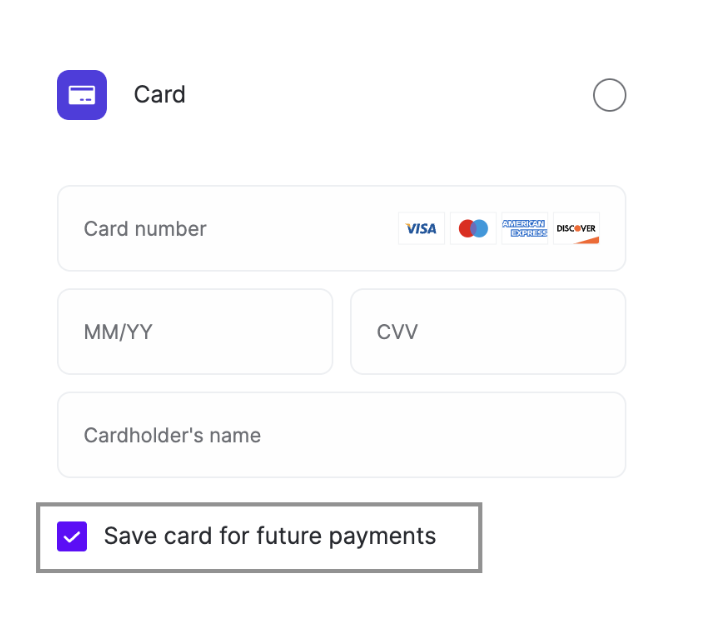 Card
Card number VISA AMERICAN EXPRESS DISCOVER
MM/YY CVV
Cardholder's name
Save card for future payments